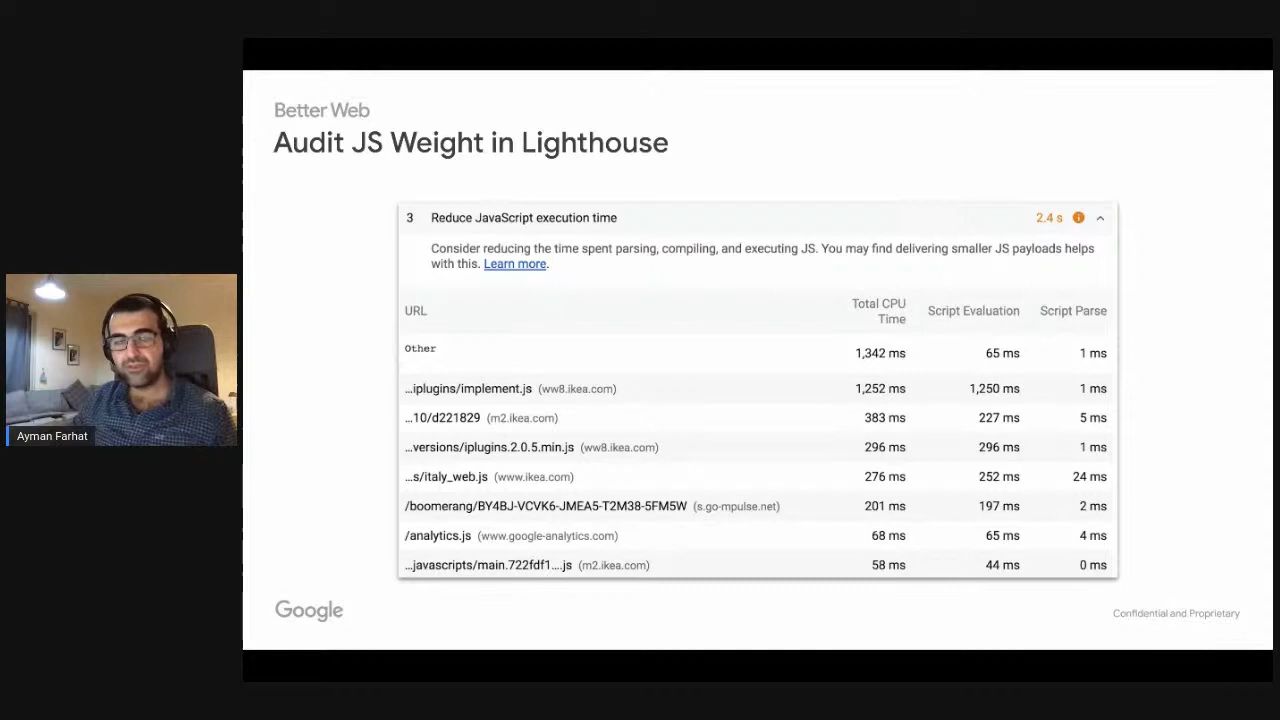 Better Web
Audit JS Weight in Lighthouse
3 Reduce JavaScript execution time 2.4 s
Consider reducing the time spent parsing, compiling, and executing JS. You may find delivering smaller JS payloads helps
with this. Learn more.
URL Total CPU Time Script Evaluation Script Parse
Other 1,342 ms 65 ms 1 ms
...iplugins/implement.js (ww8.ikea.com) 1,252 ms 1,250 ms 1 ms
...10/d221829 (m2.ikea.com) 383 ms 227 ms 5 ms
...versions/iplugins.2.0.5.min.js (ww8.ikea.com) 296 ms 296 ms 1 ms
...s/italy_web.js (www.ikea.com) 276 ms 252 ms 24 ms
/boomerang/BY4BJ-VCVK6-JMEA5-T2M38-5FM5W (s.go-mpulse.net) 201 ms 197 ms 2 ms
/analytics.js (www.google-analytics.com) 68 ms 65 ms 4 ms
...javascripts/main.722fdf1....js (m2.ikea.com) 58 ms 44 ms 0 ms
Ayman Farhat
Google
Confidential and Proprietary